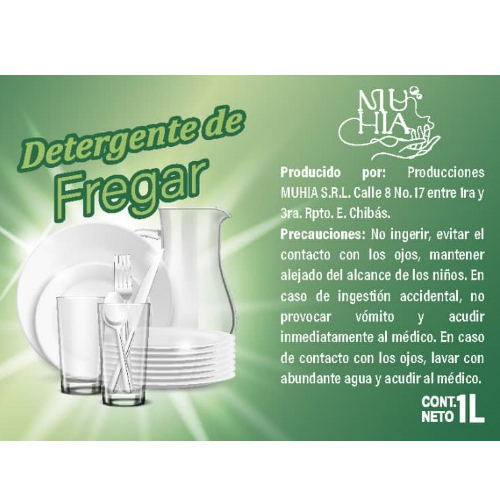 Detergente de
Fregar
MU
HIA
Producido por: Producciones
MUHIA S.R.L. Calle 8 No.17 entre 1ra y
3ra. Rpto. E. Chibás.
Precauciones: No ingerir, evitar el
contacto con los ojos, mantener
alejado del alcance de los niños. En
caso de ingestión accidental, no
provocar vómito y acudir
inmediatamente al médico. En caso
de contacto con los ojos, lavar con
abundante agua y acudir al médico.
CONT.
NETO 1L